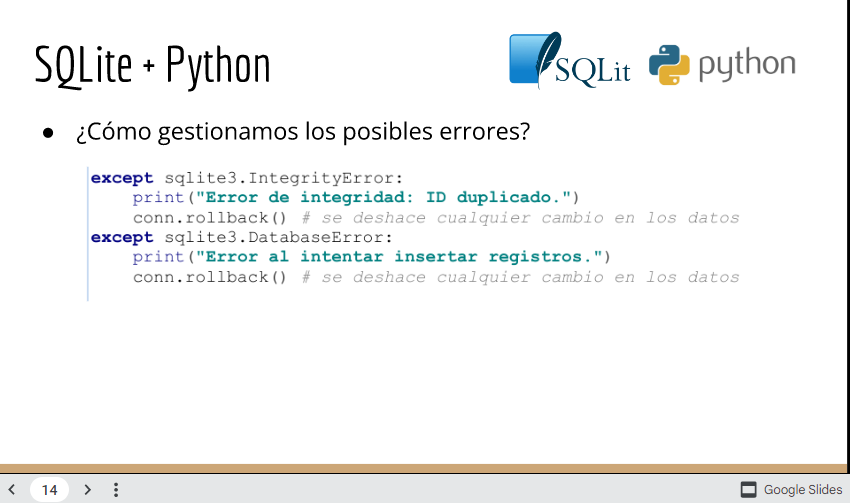 SQLite + Python
SQLit
python
● ¿Cómo gestionamos los posibles errores?
except sqlite3.IntegrityError:
    print("Error de integridad: ID duplicado.")
    conn.rollback() # se deshace cualquier cambio en los datos
except sqlite3.DatabaseError:
    print("Error al intentar insertar registros.")
    conn.rollback() # se deshace cualquier cambio en los datos
14
Google Slides